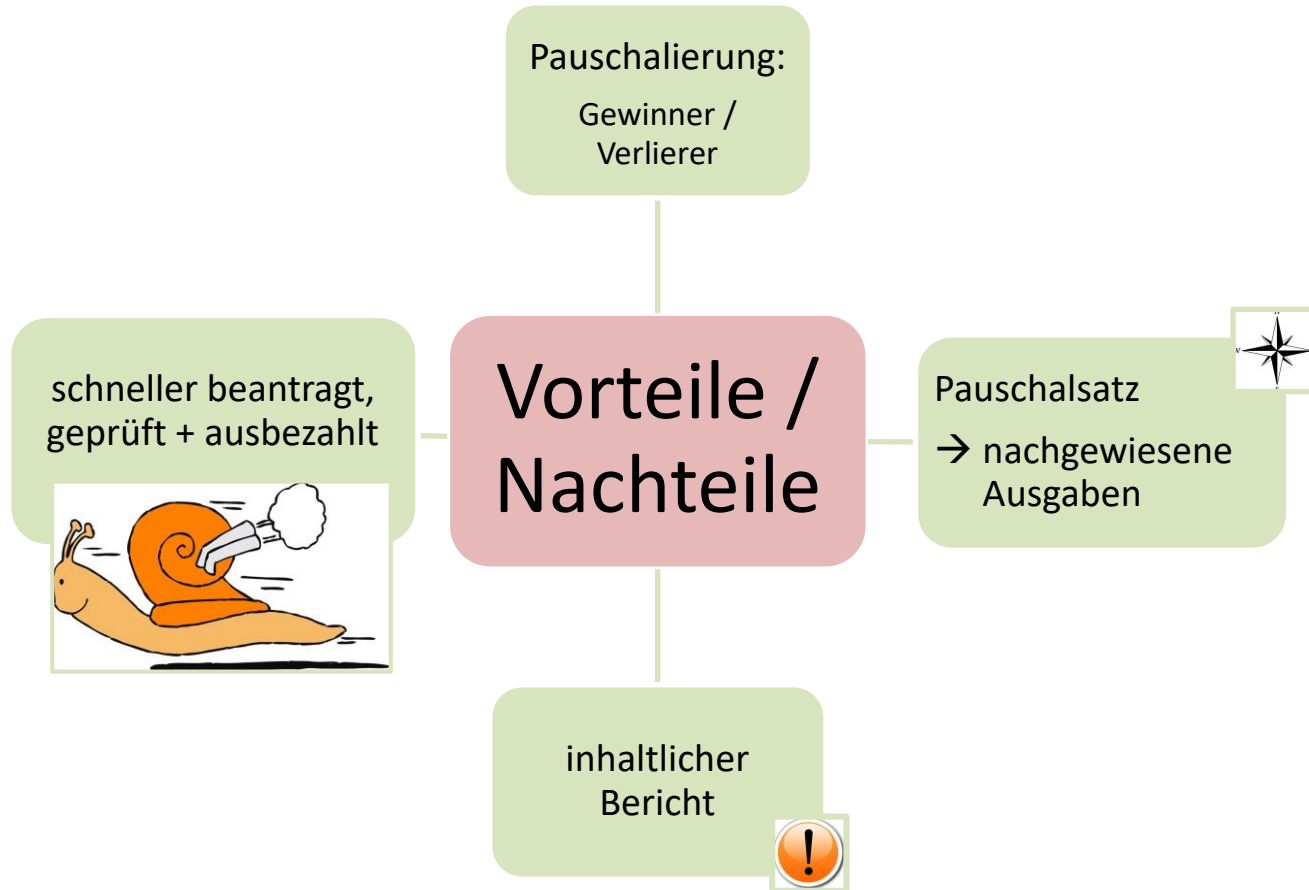 Pauschalierung:
Gewinner /
Verlierer
schneller beantragt,
geprüft + ausbezahlt
Vorteile /
Nachteile
Pauschalsatz
→ nachgewiesene
Ausgaben
inhaltlicher
Bericht
!